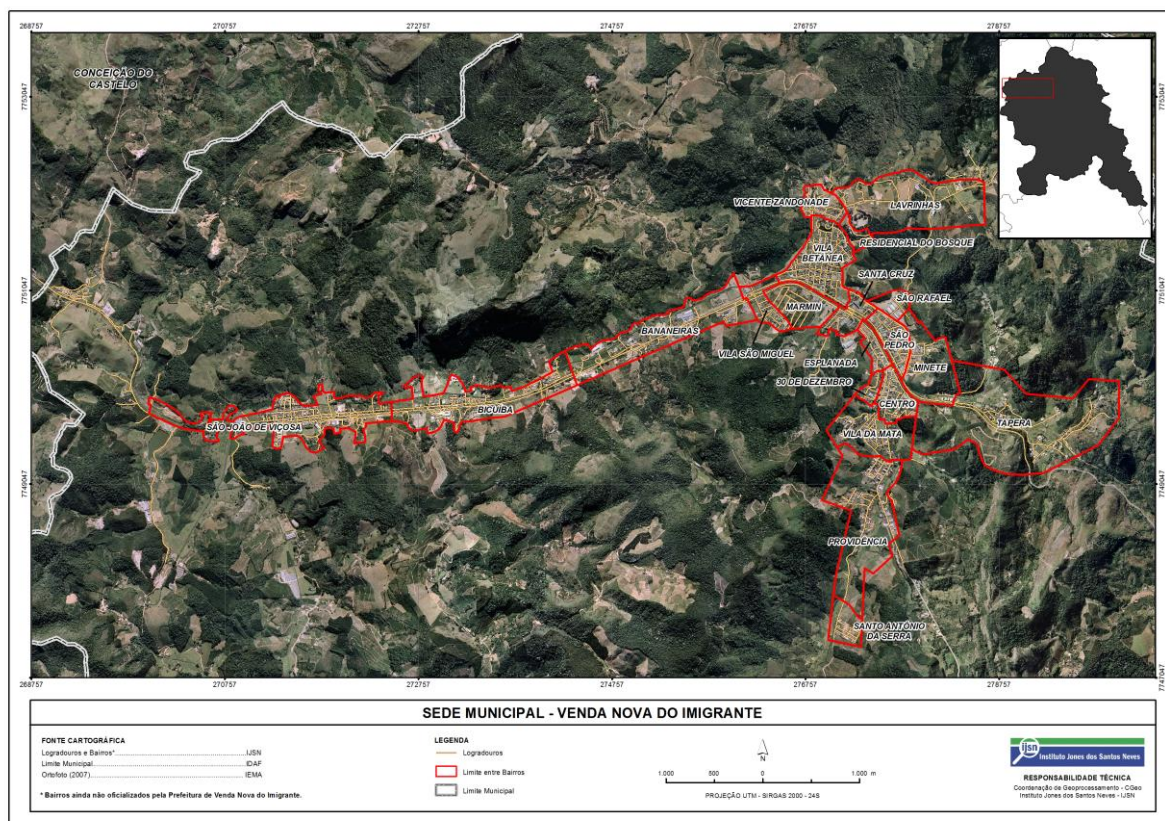 268757 270757 272757 274757 276757 278757
CONCEIÇÃO DO
CASTELO
7753047
7753047
VICENTE ZANDONADE
LAVRINHAS
RESIDENCIAL DO BOSQUE
VILA
BETÂNEA
SANTA CRUZ
7751047
7751047
SÃO RAFAEL
MARMIN
BANANEIRAS
SÃO
PEDRO
VILA SÃO MIGUEL
ESPLANADA
MINETE
30 DE DEZEMBRO
CENTRO
BICUIBA
TAPERA
SÃO JOÃO DE VIÇOSA
VILA DA MATA
7749047
7749047
PROVIDÊNCIA
SANTO ANTÔNIO
DA SERRA
7747047
268757 270757 272757 274757 276757 278757
SEDE MUNICIPAL - VENDA NOVA DO IMIGRANTE
FONTE CARTOGRÁFICA
Logradouros e Bairros*...IJSN
Limite Municipal...IDAF
Ortofoto (2007)...IEMA
* Bairros ainda não oficializados pela Prefeitura de Venda Nova do Imigrante.
LEGENDA
Logradouros
Limite entre Bairros
Limite Municipal
N
1.000 500 0 1.000 m
PROJEÇÃO UTM - SIRGAS 2000 - 24S
ijsn Instituto Jones dos Santos Neves
RESPONSABILIDADE TÉCNICA
Coordenação de Geoprocessamento - CGeo
Instituto Jones dos Santos Neves - IJSN